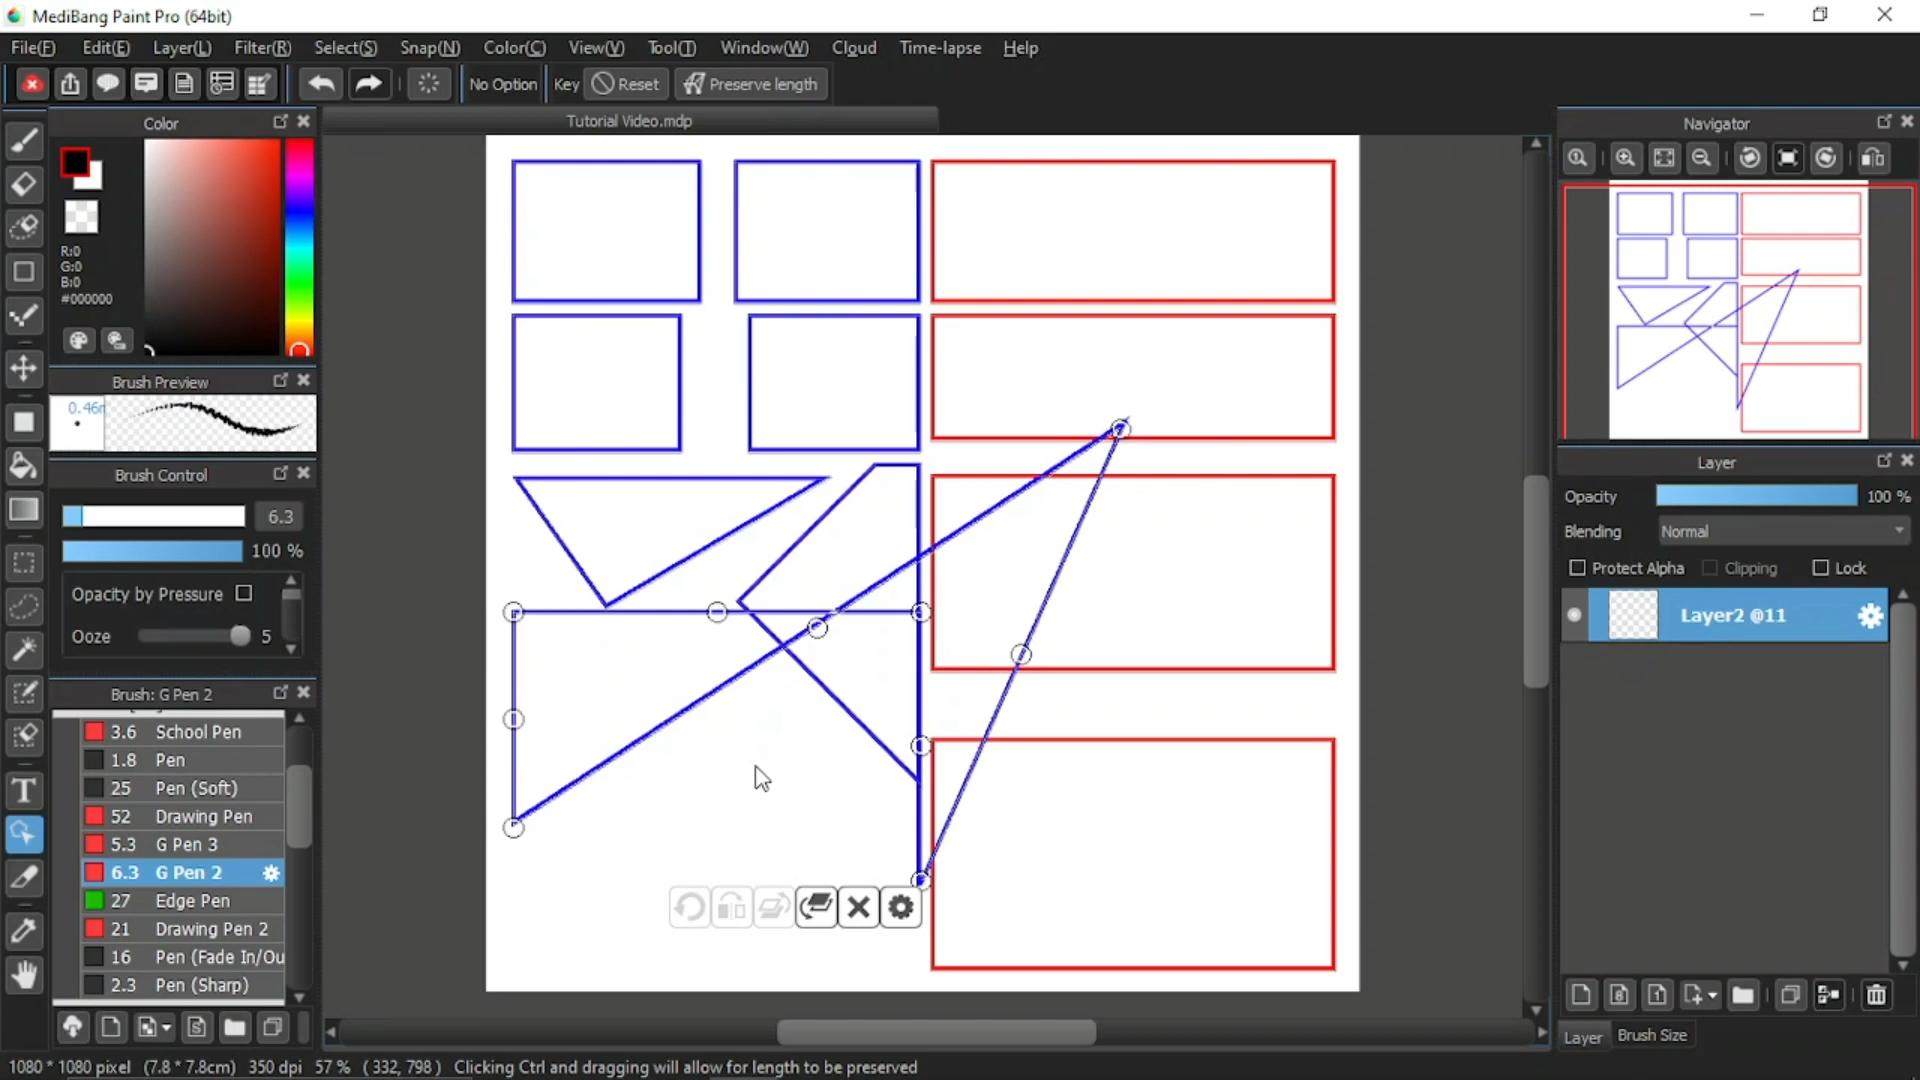 MediBang Paint Pro (64bit)
File(F) Edit(E) Layer(L) Filter(R) Select(S) Snap(N) Color(C) View(V) Tool(T) Window(W) Cloud Time-lapse Help
No Option Key Reset Preserve length
Color
Tutorial Video.mdp
Navigator
R:0
G:0
B:0
#000000
Brush Preview
0.46
Brush Control
6.3
100 %
Opacity by Pressure
Ooze 5
Brush: G Pen 2
3.6 School Pen
1.8 Pen
25 Pen (Soft)
52 Drawing Pen
5.3 G Pen 3
6.3 G Pen 2
27 Edge Pen
21 Drawing Pen 2
16 Pen (Fade In/Ou
2.3 Pen (Sharp)
Layer
Opacity 100 %
Blending Normal
Protect Alpha Clipping Lock
Layer2 @11
Layer Brush Size
1080 * 1080 pixel (7.8 * 7.8cm) 350 dpi 57 % ( 332, 798 ) Clicking Ctrl and dragging will allow for length to be preserved